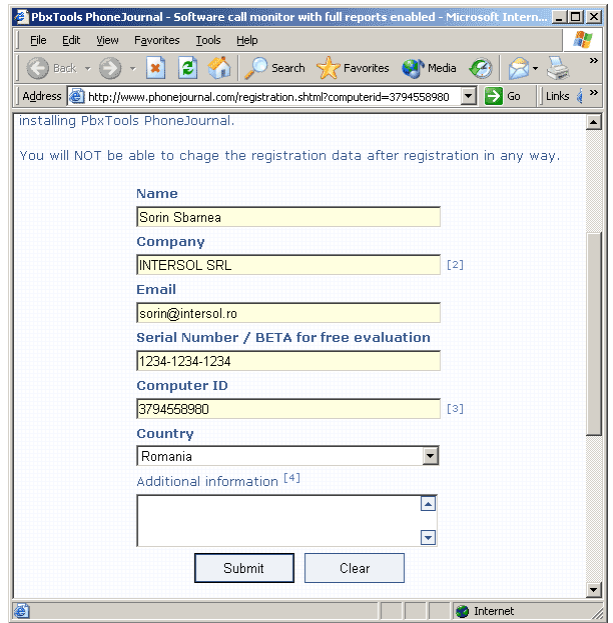 PbxTools PhoneJournal - Software call monitor with full reports enabled - Microsoft Intern...
File Edit View Favorites Tools Help
Back Search Favorites Media
Address http://www.phonejournal.com/registration.shtml?computerid=3794558980 Go Links
installing PbxTools PhoneJournal.
You will NOT be able to chage the registration data after registration in any way.
Name
Sorin Sbarnea
Company
INTERSOL SRL [2]
Email
sorin@intersol.ro
Serial Number / BETA for free evaluation
1234-1234-1234
Computer ID
3794558980 [3]
Country
Romania
Additional information [4]
Submit Clear
Internet